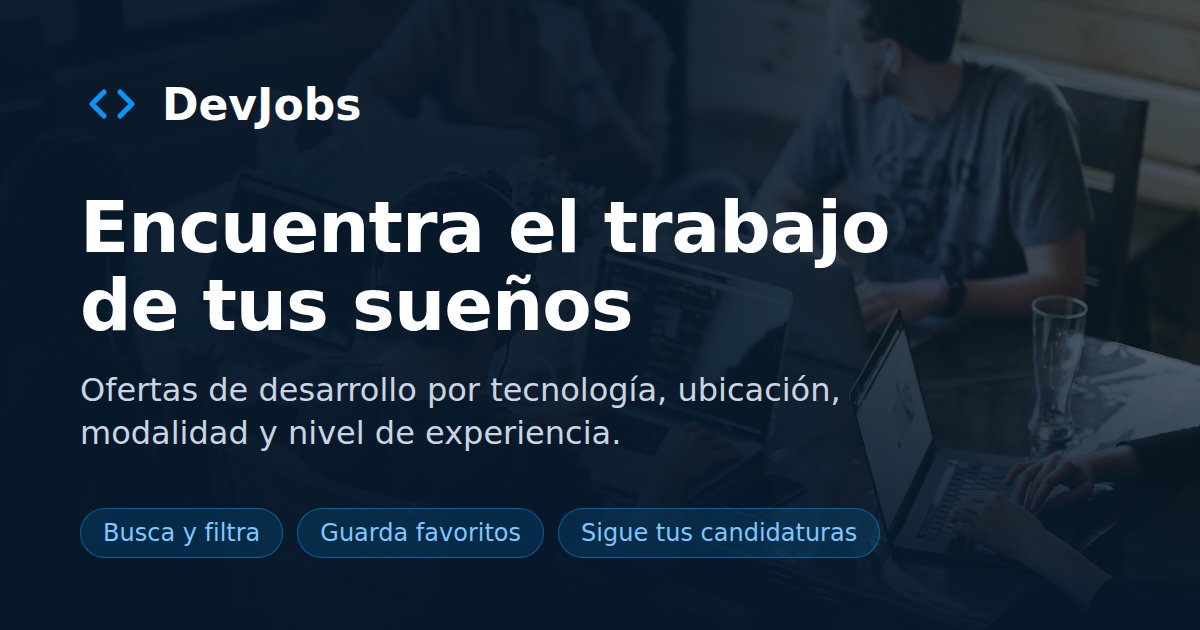 DevJobs
Encuentra el trabajo
de tus sueños
Ofertas de desarrollo por tecnología, ubicación,
modalidad y nivel de experiencia.
Busca y filtra
Guarda favoritos
Sigue tus candidaturas